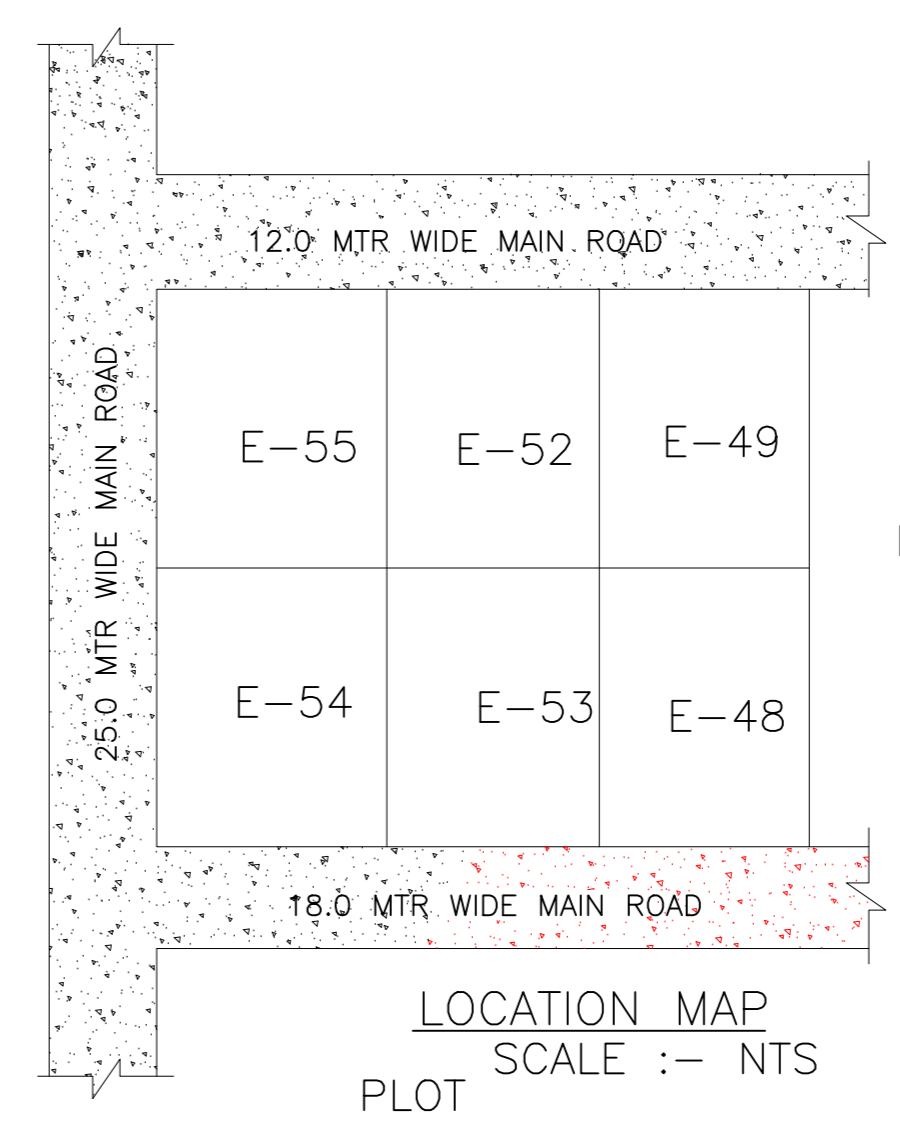 12.0 MTR WIDE MAIN ROAD
25.0 MTR WIDE MAIN ROAD
E-55
E-52
E-49
E-54
E-53
E-48
18.0 MTR WIDE MAIN ROAD
LOCATION MAP
SCALE :- NTS
PLOT